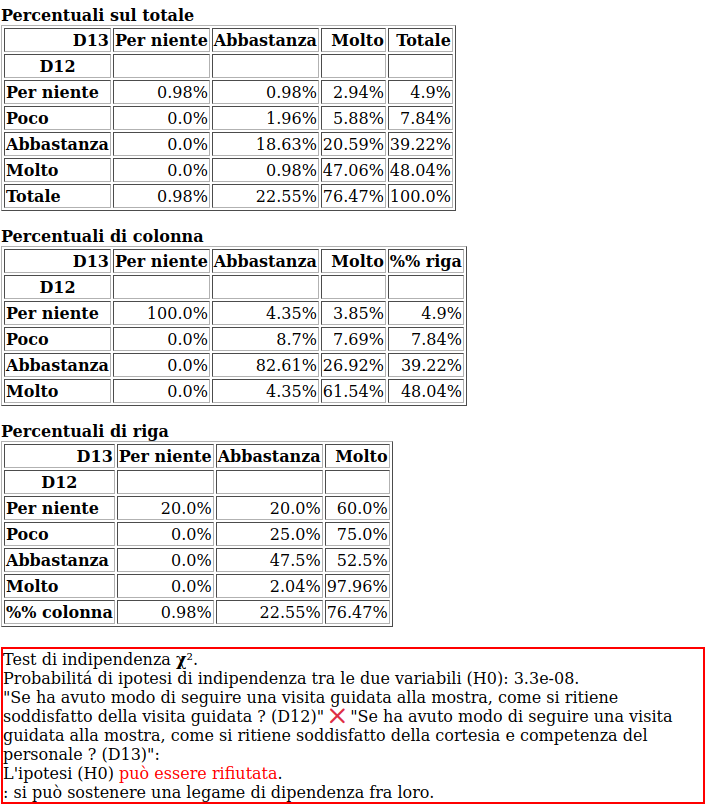 Percentuali sul totale
D13 Per niente Abbastanza Molto Totale
D12
Per niente 0.98% 0.98% 2.94% 4.9%
Poco 0.0% 1.96% 5.88% 7.84%
Abbastanza 0.0% 18.63% 20.59% 39.22%
Molto 0.0% 0.98% 47.06% 48.04%
Totale 0.98% 22.55% 76.47% 100.0%
Percentuali di colonna
D13 Per niente Abbastanza Molto %% riga
D12
Per niente 100.0% 4.35% 3.85% 4.9%
Poco 0.0% 8.7% 7.69% 7.84%
Abbastanza 0.0% 82.61% 26.92% 39.22%
Molto 0.0% 4.35% 61.54% 48.04%
Percentuali di riga
D13 Per niente Abbastanza Molto
D12
Per niente 20.0% 20.0% 60.0%
Poco 0.0% 25.0% 75.0%
Abbastanza 0.0% 47.5% 52.5%
Molto 0.0% 2.04% 97.96%
%% colonna 0.98% 22.55% 76.47%
Test di indipendenza χ².
Probabilitá di ipotesi di indipendenza tra le due variabili (H0): 3.3e-08.
"Se ha avuto modo di seguire una visita guidata alla mostra, come si ritiene
soddisfatto della visita guidata ? (D12)" ❌ "Se ha avuto modo di seguire una visita
guidata alla mostra, come si ritiene soddisfatto della cortesia e competenza del
personale ? (D13)":
L'ipotesi (H0) può essere rifiutata.
: si può sostenere una legame di dipendenza fra loro.